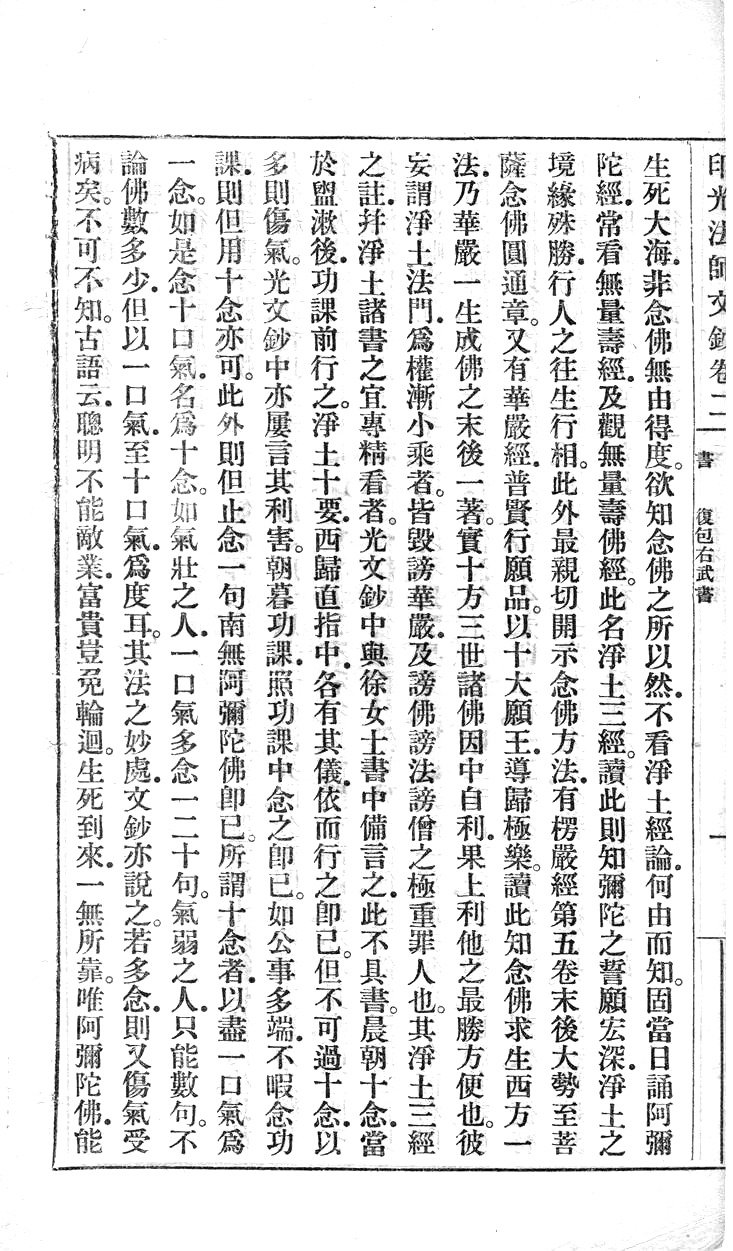 印光法師文鈔卷二 書 復包右武書
生死大海。非念佛無由得度。欲知念佛之所以然。不看淨土經論。何由而知。固當日誦阿彌
陀經。常看無量壽經。及觀無量壽佛經。此名淨土三經。讀此則知彌陀之誓願宏深。淨土之
境緣殊勝。行人之往生行相。此外最親切開示念佛方法。有楞嚴經第五卷末後大勢至菩
薩念佛圓通章。又有華嚴經。普賢行願品。以十大願王。導歸極樂。讀此知念佛求生西方一
法。乃華嚴一生成佛之末後一著。實十方三世諸佛因中自利。果上利他之最勝方便也。彼
妄謂淨土法門。爲權漸小乘者。皆毀謗華嚴。及謗佛謗法謗僧之極重罪人也。其淨土三經
之註。幷淨土諸書之宜專精看者。光文鈔中與徐女士書中備言之。此不具書。晨朝十念。當
於盥漱後。功課前行之。淨土十要。西歸直指中。各有其儀。依而行之卽已。但不可過十念。以
多則傷氣。光文鈔中亦屢言其利害。朝暮功課。照功課中念之卽已。如公事多端。不暇念功
課。則但用十念亦可。此外則但止念一句南無阿彌陀佛卽已。所謂十念者。以盡一口氣爲
一念。如是念十口氣。名爲十念。如氣壯之人。一口氣多念一二十句。氣弱之人。只能數句。不
論佛數多少。但以一口氣。至十口氣。爲度耳。其法之妙處。文鈔亦說之。若多念。則又傷氣受
病矣。不可不知。古語云。聰明不能敵業。富貴豈免輪迴。生死到來。一無所靠。唯阿彌陀佛。能